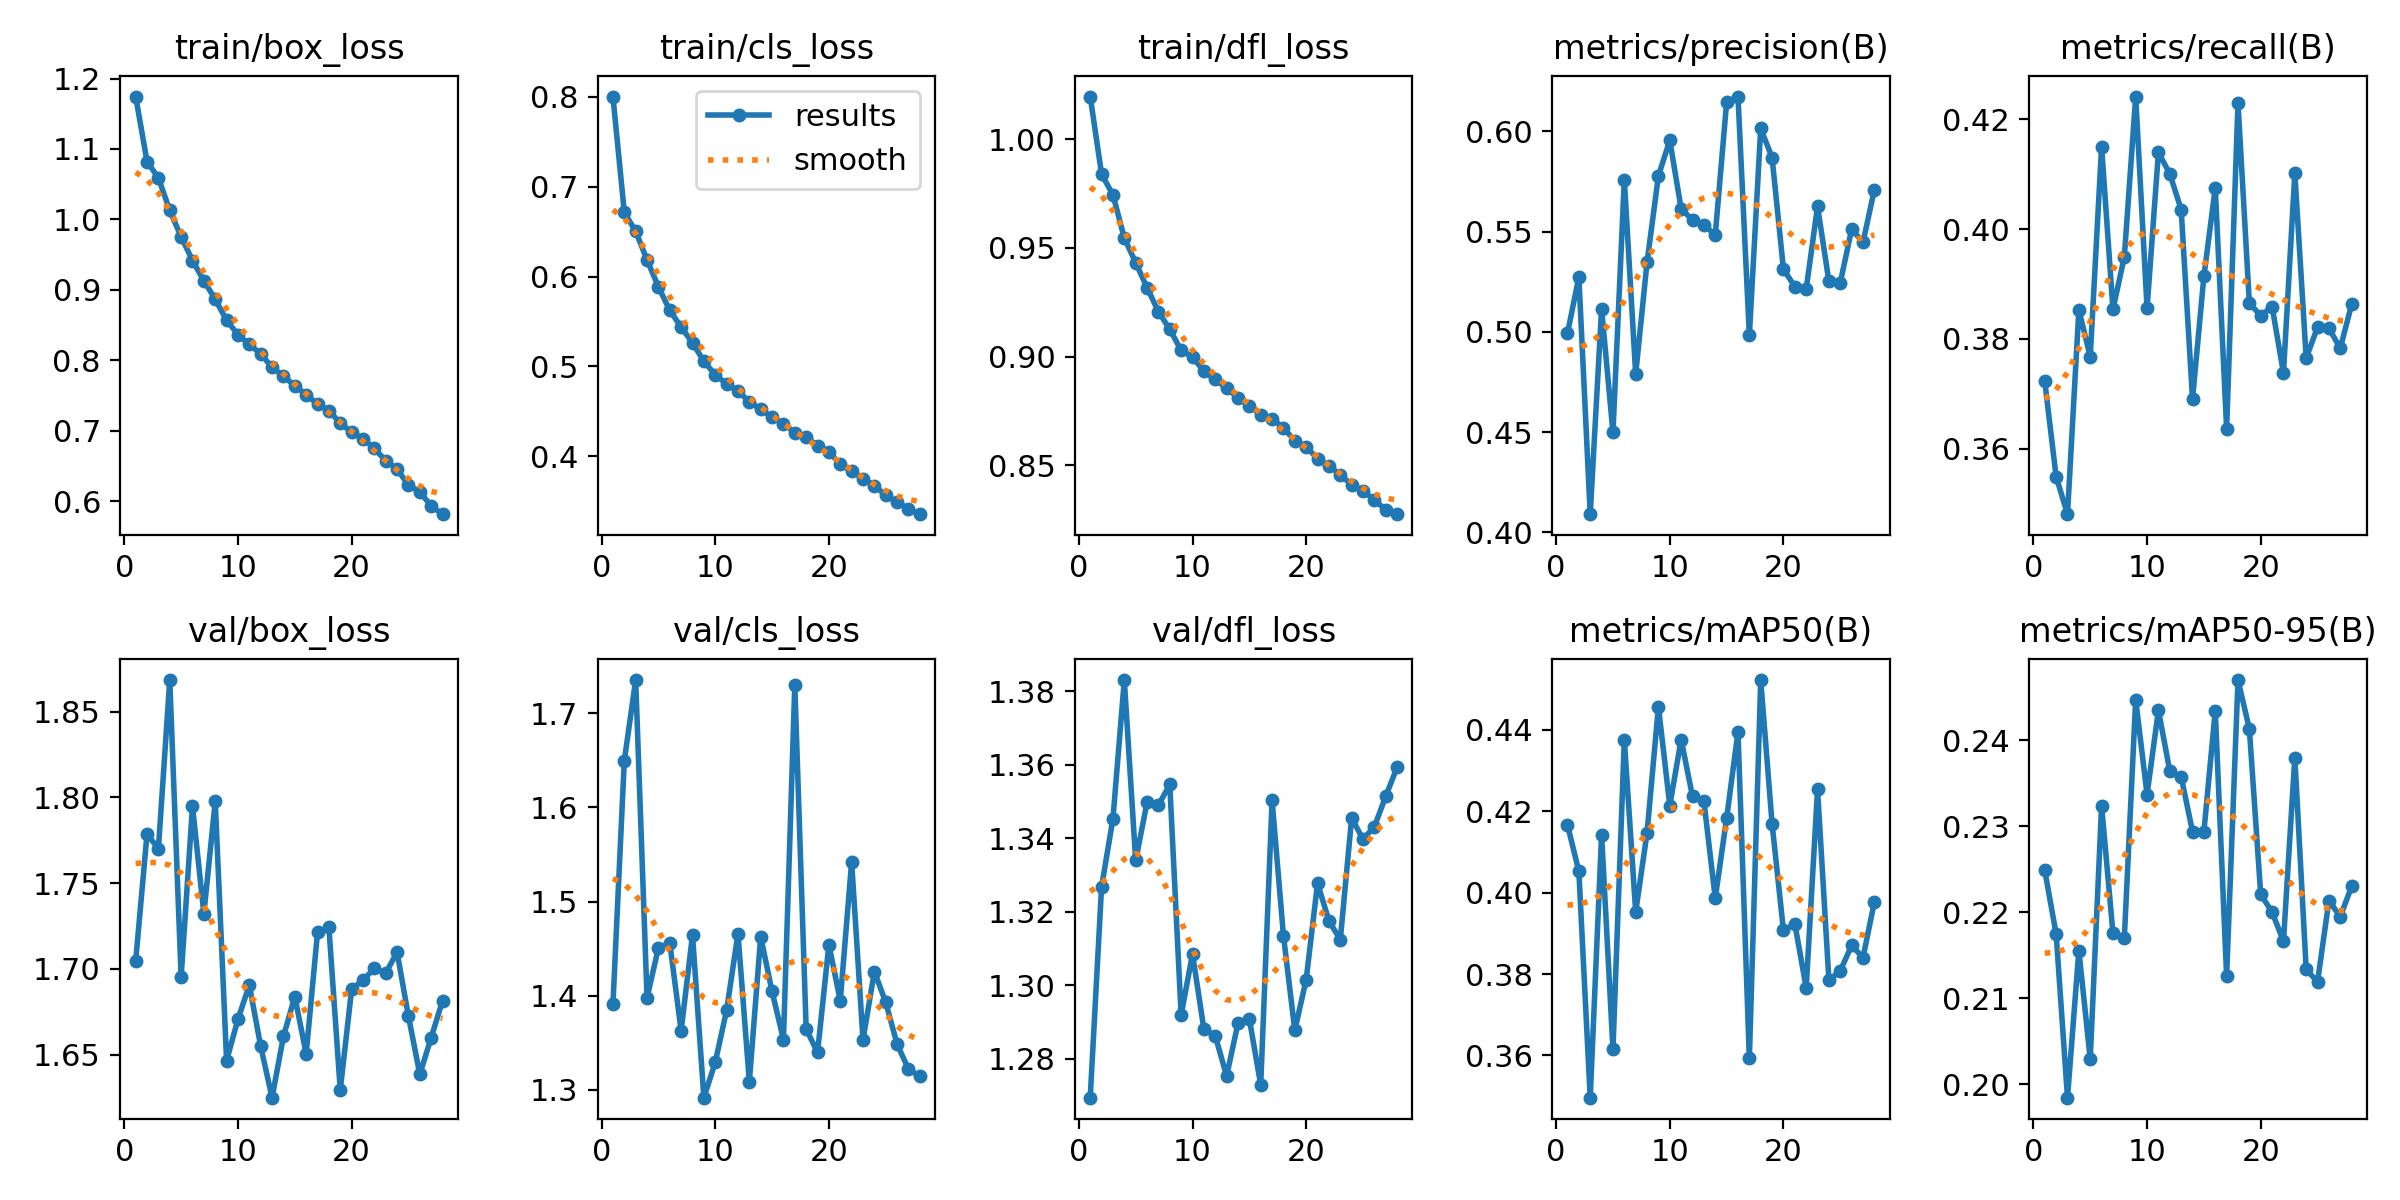 train/box_loss
1.2
1.1
1.0
0.9
0.8
0.7
0.6
0 10 20
train/cls_loss
results
smooth
0.8
0.7
0.6
0.5
0.4
0 10 20
train/dfl_loss
1.00
0.95
0.90
0.85
0 10 20
metrics/precision(B)
0.60
0.55
0.50
0.45
0.40
0 10 20
metrics/recall(B)
0.42
0.40
0.38
0.36
0 10 20
val/box_loss
1.85
1.80
1.75
1.70
1.65
0 10 20
val/cls_loss
1.7
1.6
1.5
1.4
1.3
0 10 20
val/dfl_loss
1.38
1.36
1.34
1.32
1.30
1.28
0 10 20
metrics/mAP50(B)
0.44
0.42
0.40
0.38
0.36
0 10 20
metrics/mAP50-95(B)
0.24
0.23
0.22
0.21
0.20
0 10 20